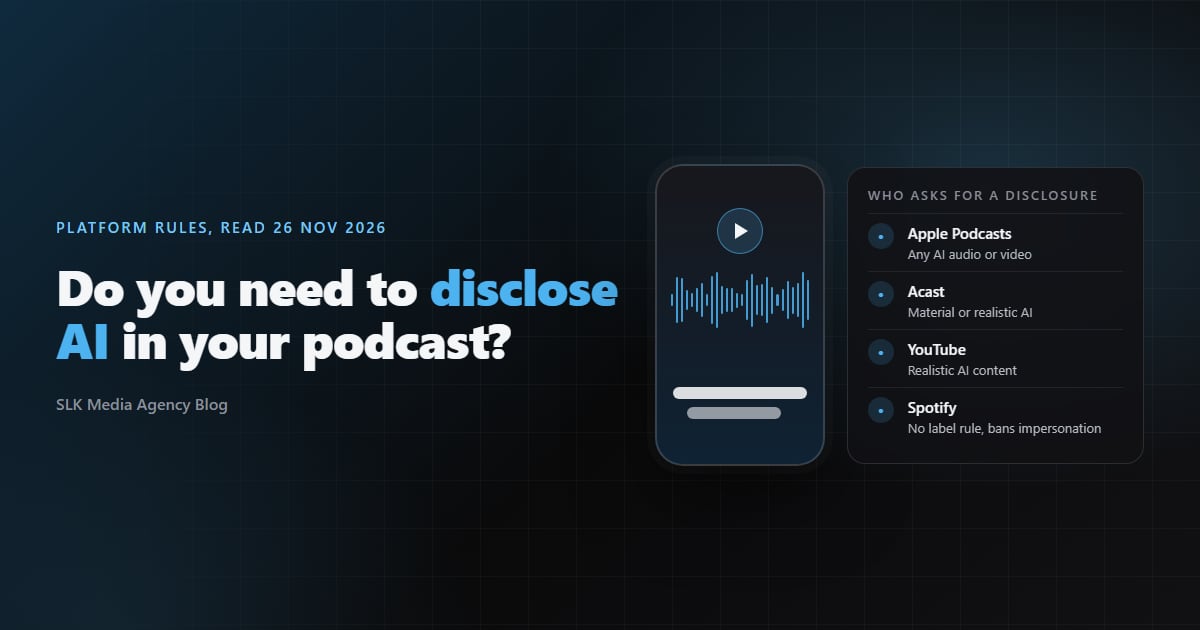 PLATFORM RULES, READ 26 NOV 2026
Do you need to disclose
AI in your podcast?
SLK Media Agency Blog
WHO ASKS FOR A DISCLOSURE
Apple Podcasts
Any AI audio or video
Acast
Material or realistic AI
YouTube
Realistic AI content
Spotify
No label rule, bans impersonation